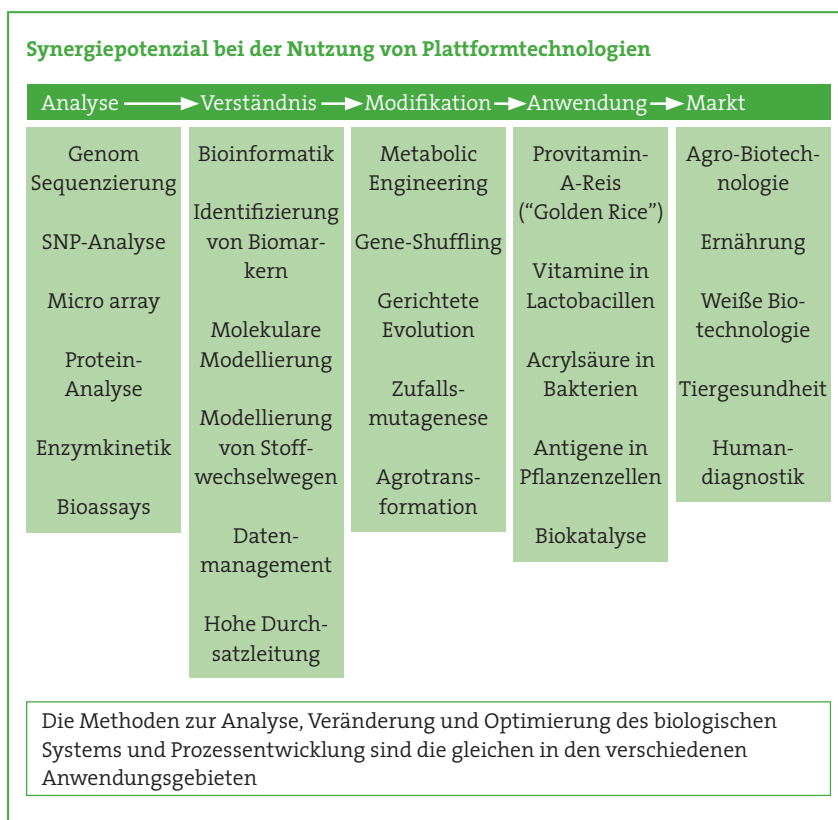 Synergiepotenzial bei der Nutzung von Plattformtechnologien
Analyse Verständnis Modifikation Anwendung Markt
Genom
Sequenzierung
SNP-Analyse
Micro array
Protein-
Analyse
Enzymkinetik
Bioassays
Bioinformatik
Identifizierung
von Biomar-
kern
Molekulare
Modellierung
Modellierung
von Stoff-
wechselwegen
Daten-
management
Hohe Durch-
satzleitung
Metabolic
Engineering
Gene-Shuffling
Gerichtete
Evolution
Zufalls-
mutagenese
Agrotrans-
formation
Provitamin-
A-Reis
(“Golden Rice”)
Vitamine in
Lactobacillen
Acrylsäure in
Bakterien
Antigene in
Pflanzenzellen
Biokatalyse
Agro-Biotech-
nologie
Ernährung
Weiße Bio-
technologie
Tiergesundheit
Human-
diagnostik
Die Methoden zur Analyse, Veränderung und Optimierung des biologischen
Systems und Prozessentwicklung sind die gleichen in den verschiedenen
Anwendungsgebieten